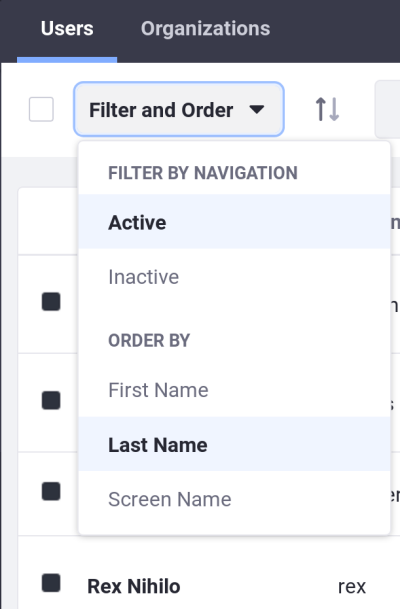 Users Organizations
Filter and Order
FILTER BY NAVIGATION
Active
Inactive
ORDER BY
First Name
Last Name
Screen Name
Rex Nihilo rex